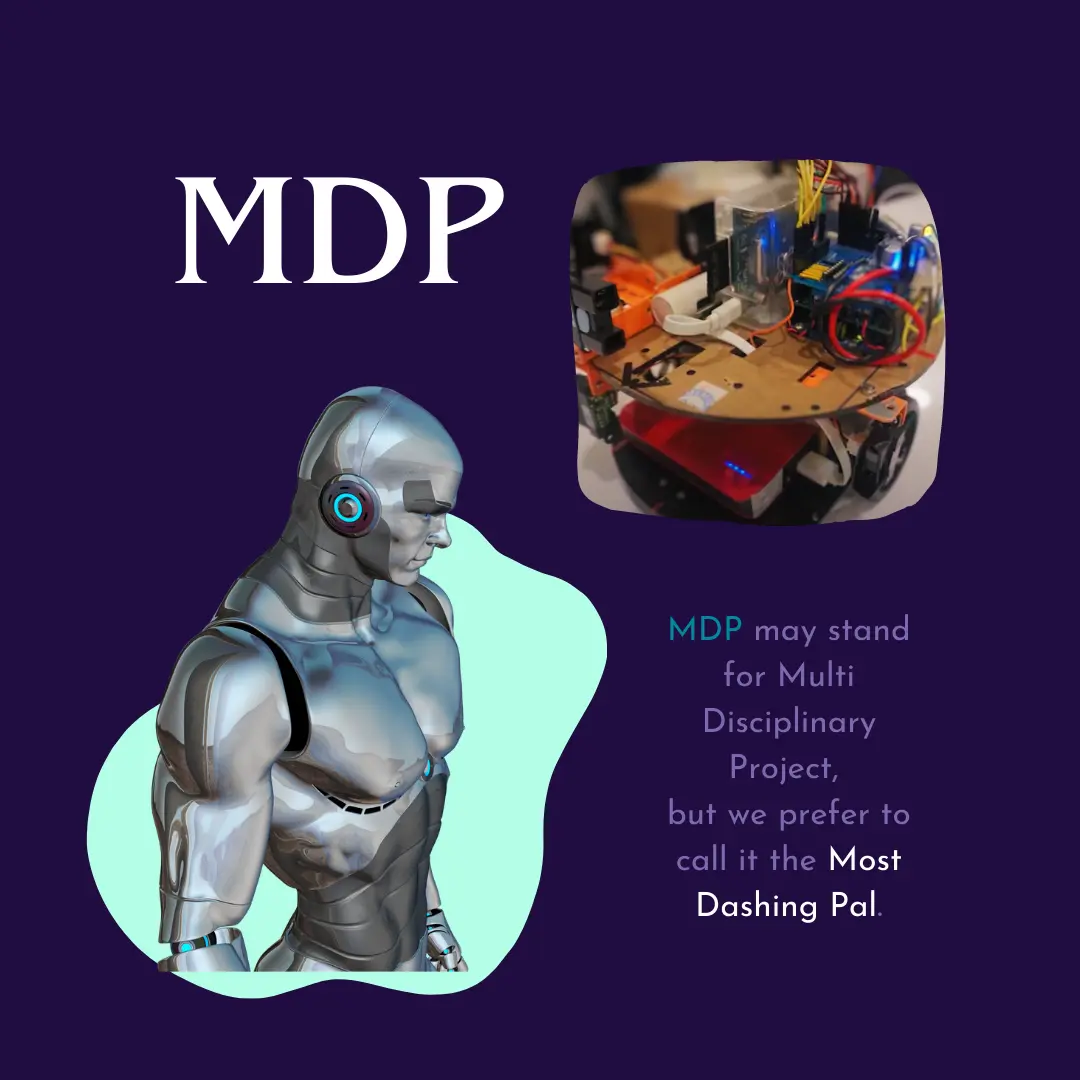 MDP
MDP may stand
for Multi
Disciplinary
Project,
but we prefer to
call it the Most
Dashing Pal.